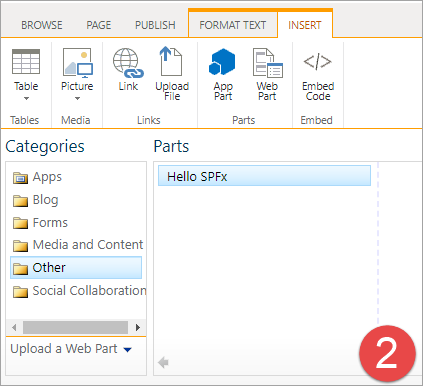 BROWSE PAGE PUBLISH FORMAT TEXT INSERT
Table Picture Link Upload File App Part Web Part Embed Code
Tables Media Links Parts Embed
Categories
Apps
Blog
Forms
Media and Content
Other
Social Collaboration
Upload a Web Part
Parts
Hello SPFx
2